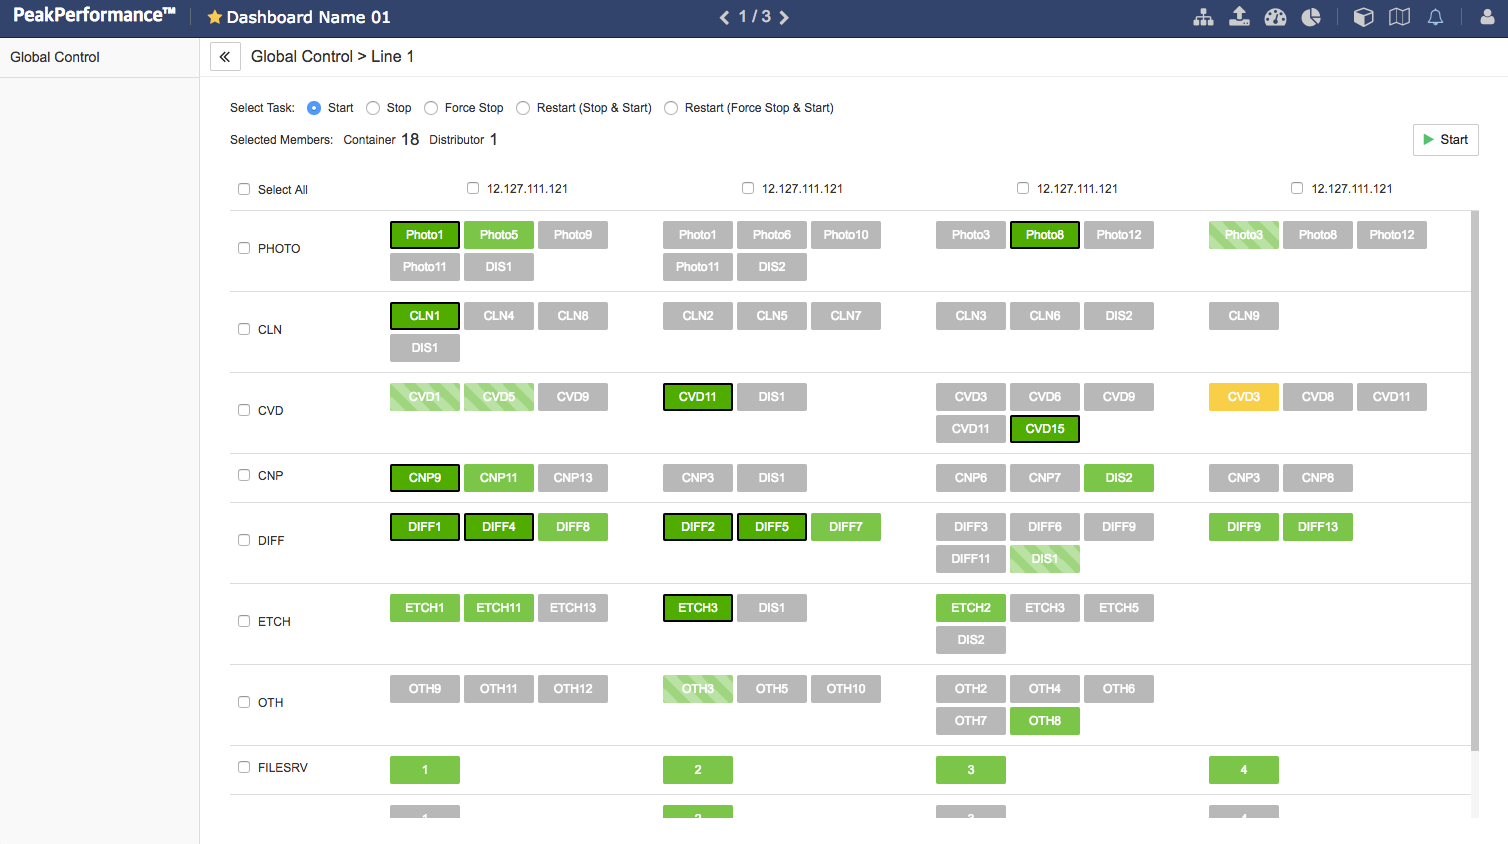 PeakPerformance™ Dashboard Name 01 1 / 3
Global Control
Global Control > Line 1
Select Task: Start Stop Force Stop Restart (Stop & Start) Restart (Force Stop & Start)
Selected Members: Container 18 Distributor 1
Start
Select All 12.127.111.121 12.127.111.121 12.127.111.121 12.127.111.121
PHOTO
Photo1 Photo5 Photo9 Photo1 Photo6 Photo10 Photo3 Photo8 Photo12 Photo3 Photo8 Photo12
Photo11 DIS1 Photo11 DIS2
CLN
CLN1 CLN4 CLN8 CLN2 CLN5 CLN7 CLN3 CLN6 DIS2 CLN9
DIS1
CVD
CVD1 CVD5 CVD9 CVD11 DIS1 CVD3 CVD6 CVD9 CVD3 CVD8 CVD11
CVD11 CVD15
CNP CNP9 CNP11 CNP13 CNP3 DIS1 CNP6 CNP7 DIS2 CNP3 CNP8
DIFF
DIFF1 DIFF4 DIFF8 DIFF2 DIFF5 DIFF7 DIFF3 DIFF6 DIFF9 DIFF9 DIFF13
DIFF11 DIS1
ETCH
ETCH1 ETCH11 ETCH13 ETCH3 DIS1 ETCH2 ETCH3 ETCH5
DIS2
OTH
OTH9 OTH11 OTH12 OTH3 OTH5 OTH10 OTH2 OTH4 OTH6
OTH7 OTH8
FILESRV 1 2 3 4